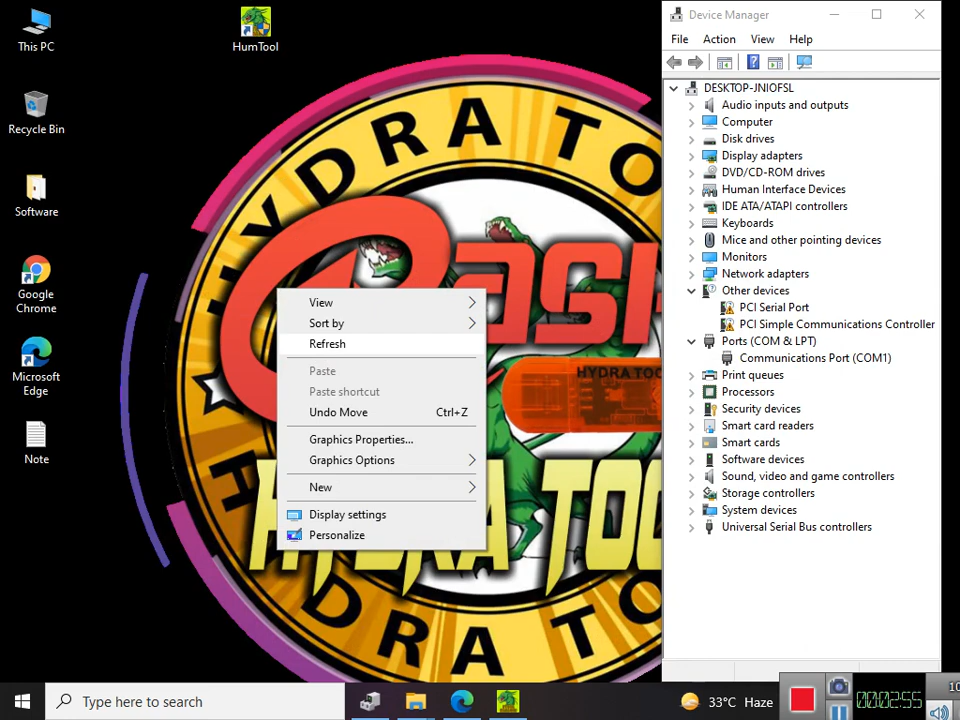 This PC
HumTool
Recycle Bin
Software
Google
Chrome
Microsoft
Edge
Note
HYDRA TO
HYDRA TOO
HYDRA TOO
View
Sort by
Refresh
Paste
Paste shortcut
Undo Move Ctrl+Z
Graphics Properties...
Graphics Options
New
Display settings
Personalize
Device Manager
File Action View Help
DESKTOP-JNIOFSL
Audio inputs and outputs
Computer
Disk drives
Display adapters
DVD/CD-ROM drives
Human Interface Devices
IDE ATA/ATAPI controllers
Keyboards
Mice and other pointing devices
Monitors
Network adapters
Other devices
PCI Serial Port
PCI Simple Communications Controller
Ports (COM & LPT)
Communications Port (COM1)
Print queues
Processors
Security devices
Smart card readers
Smart cards
Software devices
Sound, video and game controllers
Storage controllers
System devices
Universal Serial Bus controllers
Type here to search
33°C Haze
00:02:55
10